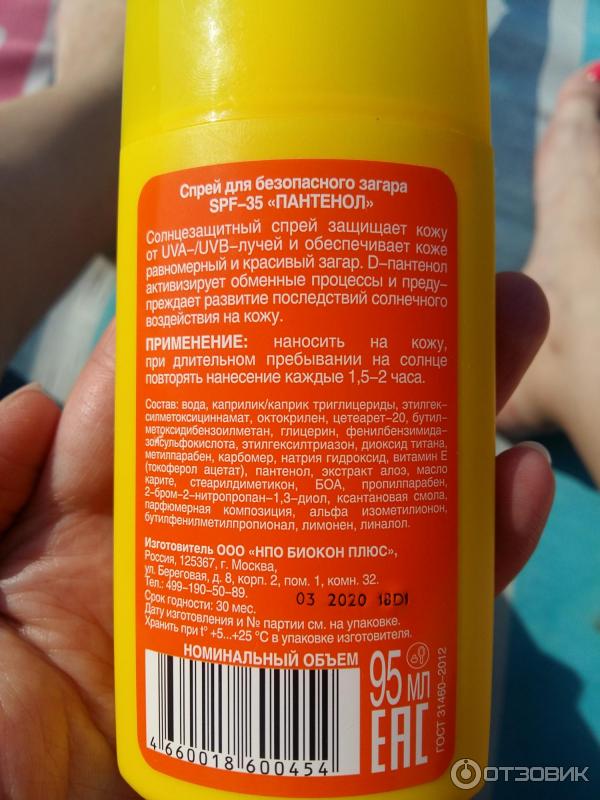 Спрей для безопасного загара
SPF-35 «ПАНТЕНОЛ»
Солнцезащитный спрей защищает кожу
от UVA-/UVB-лучей и обеспечивает коже
равномерный и красивый загар. D-пантенол
активизирует обменные процессы и преду-
преждает развитие последствий солнечного
воздействия на кожу.
ПРИМЕНЕНИЕ: наносить на кожу,
при длительном пребывании на солнце
повторять нанесение каждые 1,5-2 часа.
Состав: вода, каприлик/каприк триглицериды, этилгек-
силметоксициннамат, октокрилен, цетеарет-20, бутил-
метоксидибензоилметан, глицерин, фенилбензимида-
золсульфокислота, этилгексилтриазон, диоксид титана,
метилпарабен, карбомер, натрия гидроксид, витамин Е
(токоферол ацетат), пантенол, экстракт алоэ, масло
карите, стеарилдиметикон, БОА, пропилпарабен,
2-бром-2-нитропропан-1,3-диол, ксантановая смола,
парфюмерная композиция, альфа изометилионон,
бутилфенилметилпропионал, лимонен, линалоол.
Изготовитель ООО «НПО БИОКОН ПЛЮС»,
Россия, 125367, г. Москва,
ул. Береговая, д. 8, корп. 2, пом. 1, комн. 32.
Тел.: 499-190-50-89.
Срок годности: 30 мес. 03 2020 18D1
Дату изготовления и № партии см. на упаковке.
Хранить при t° +5...+25 °С в упаковке изготовителя.
НОМИНАЛЬНЫЙ ОБЪЕМ
95 мл
EAC
ГОСТ 31460-2012
4660018600454
ОТЗОВИК